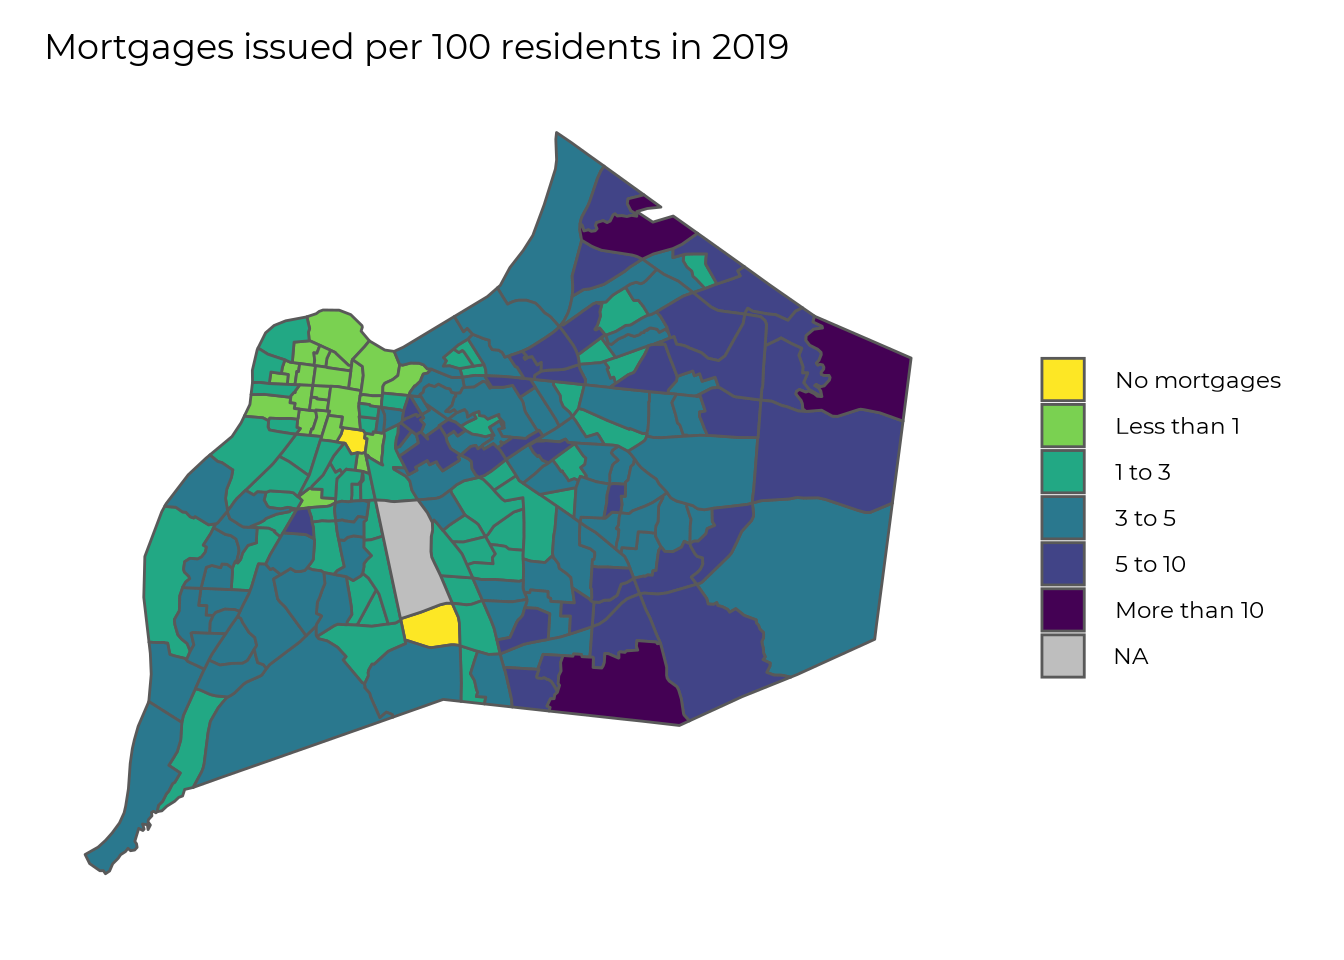 Mortgages issued per 100 residents in 2019
No mortgages
Less than 1
1 to 3
3 to 5
5 to 10
More than 10
NA